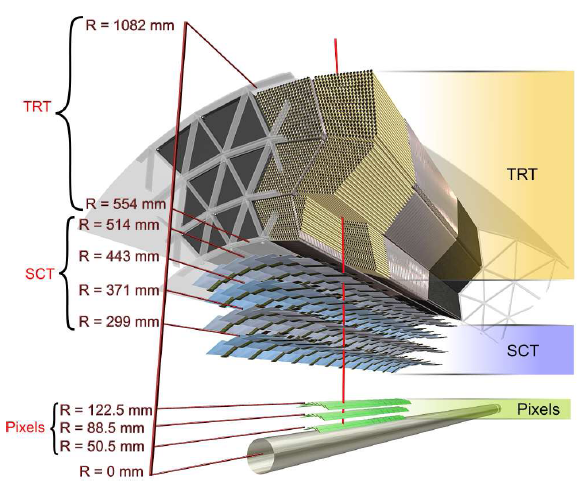 R = 1082 mm
TRT
R = 554 mm
R = 514 mm
R = 443 mm
SCT
R = 371 mm
R = 299 mm
R = 122.5 mm
Pixels
R = 88.5 mm
R = 50.5 mm
R = 0 mm
TRT
SCT
Pixels